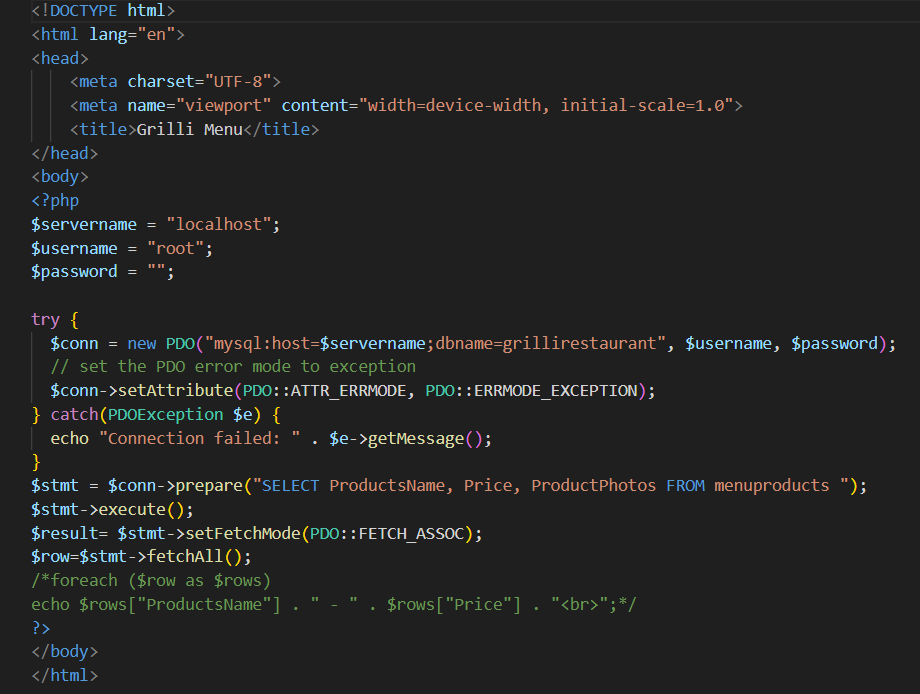 <!DOCTYPE html>
<html lang="en">
<head>
    <meta charset="UTF-8">
    <meta name="viewport" content="width=device-width, initial-scale=1.0">
    <title>Grilli Menu</title>
</head>
<body>
<?php
$servername = "localhost";
$username = "root";
$password = "";

try {
  $conn = new PDO("mysql:host=$servername;dbname=grillirestaurant", $username, $password);
  // set the PDO error mode to exception
  $conn->setAttribute(PDO::ATTR_ERRMODE, PDO::ERRMODE_EXCEPTION);
} catch(PDOException $e) {
  echo "Connection failed: " . $e->getMessage();
}
$stmt = $conn->prepare("SELECT ProductsName, Price, ProductPhotos FROM menuproducts ");
$stmt->execute();
$result= $stmt->setFetchMode(PDO::FETCH_ASSOC);
$row=$stmt->fetchAll();
/*foreach ($row as $rows)
echo $rows["ProductsName"] . " - " . $rows["Price"] . "<br>";*/
?>
</body>
</html>